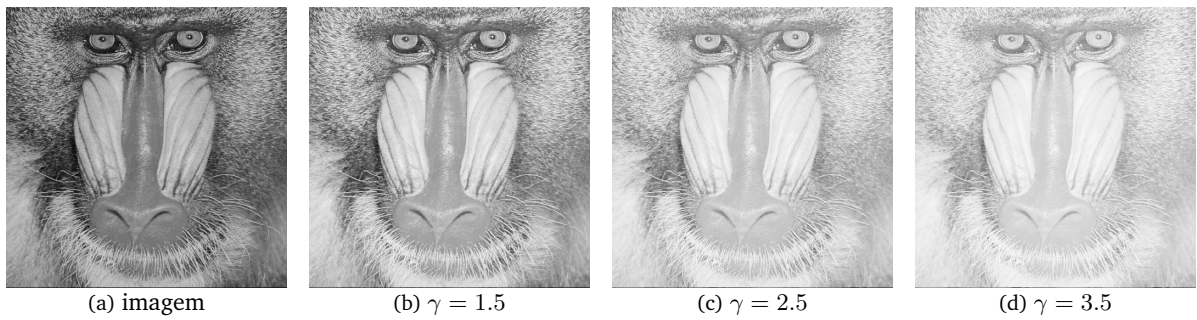 (a) imagem
(b) γ = 1.5
(c) γ = 2.5
(d) γ = 3.5